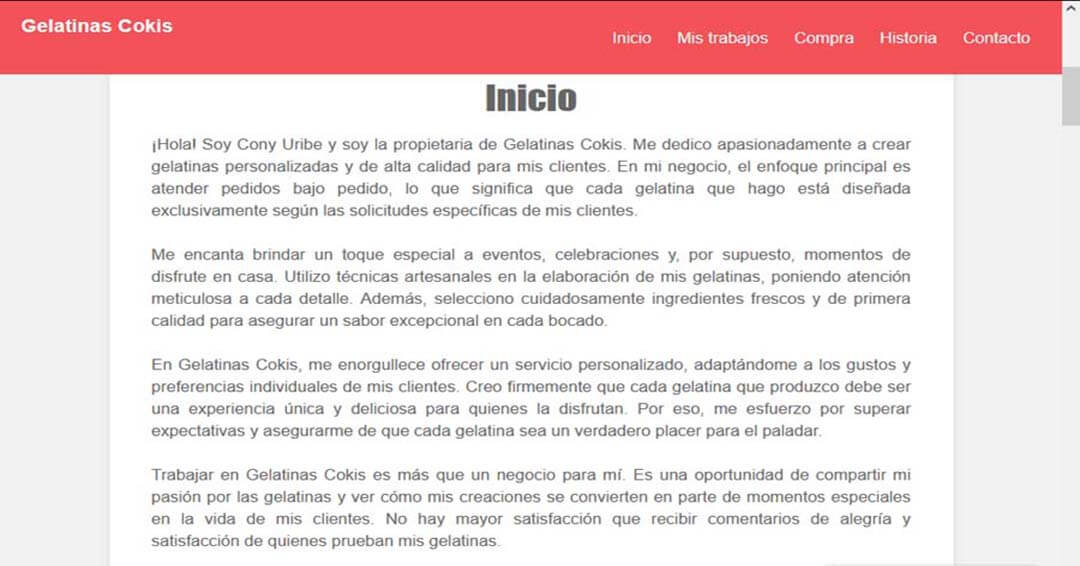 Gelatinas Cokis
Inicio Mis trabajos Compra Historia Contacto
Inicio
¡Hola! Soy Cony Uribe y soy la propietaria de Gelatinas Cokis. Me dedico apasionadamente a crear
gelatinas personalizadas y de alta calidad para mis clientes. En mi negocio, el enfoque principal es
atender pedidos bajo pedido, lo que significa que cada gelatina que hago está diseñada
exclusivamente según las solicitudes específicas de mis clientes.
Me encanta brindar un toque especial a eventos, celebraciones y, por supuesto, momentos de
disfrute en casa. Utilizo técnicas artesanales en la elaboración de mis gelatinas, poniendo atención
meticulosa a cada detalle. Además, selecciono cuidadosamente ingredientes frescos y de primera
calidad para asegurar un sabor excepcional en cada bocado.
En Gelatinas Cokis, me enorgullece ofrecer un servicio personalizado, adaptándome a los gustos y
preferencias individuales de mis clientes. Creo firmemente que cada gelatina que produzco debe ser
una experiencia única y deliciosa para quienes la disfrutan. Por eso, me esfuerzo por superar
expectativas y asegurarme de que cada gelatina sea un verdadero placer para el paladar.
Trabajar en Gelatinas Cokis es más que un negocio para mí. Es una oportunidad de compartir mi
pasión por las gelatinas y ver cómo mis creaciones se convierten en parte de momentos especiales
en la vida de mis clientes. No hay mayor satisfacción que recibir comentarios de alegría y
satisfacción de quienes prueban mis gelatinas.